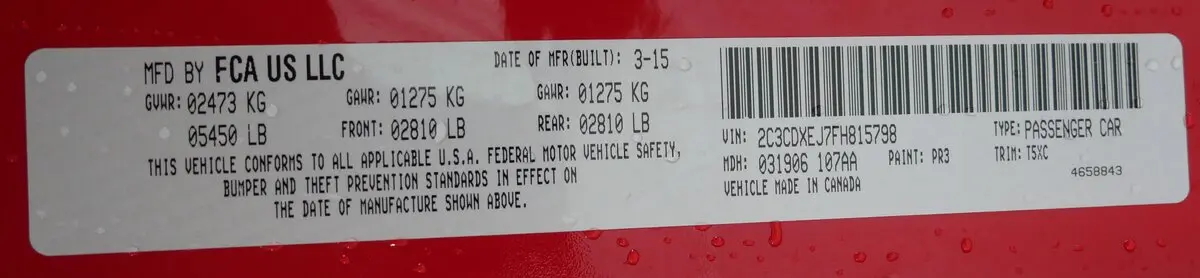 MFD BY FCA US LLC DATE OF MFR(BUILT): 3-15
GVWR: 02473 KG GAWR: 01275 KG GAWR: 01275 KG
05450 LB FRONT: 02810 LB REAR: 02810 LB
THIS VEHICLE CONFORMS TO ALL APPLICABLE U.S.A. FEDERAL MOTOR VEHICLE SAFETY,
BUMPER AND THEFT PREVENTION STANDARDS IN EFFECT ON
THE DATE OF MANUFACTURE SHOWN ABOVE.
VIN: 2C3CDXEJ7FH815798 TYPE: PASSENGER CAR
MDH: 031906 107AA PAINT: PR3 TRIM: T5XC
VEHICLE MADE IN CANADA 4658843